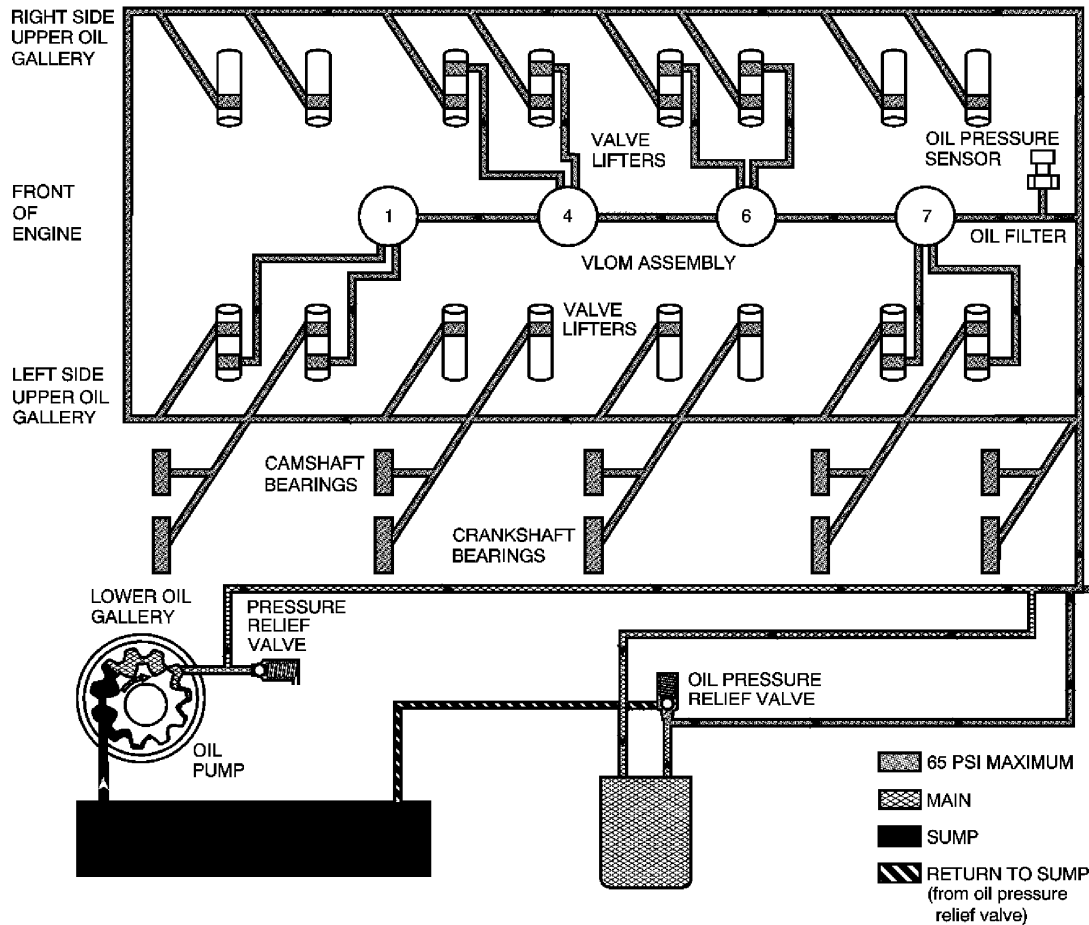 RIGHT SIDE
UPPER OIL
GALLERY
VALVE
LIFTERS
OIL PRESSURE
SENSOR
FRONT
OF
ENGINE
1
4
6
7
OIL FILTER
VLOM ASSEMBLY
VALVE
LIFTERS
LEFT SIDE
UPPER OIL
GALLERY
CAMSHAFT
BEARINGS
CRANKSHAFT
BEARINGS
LOWER OIL
GALLERY
PRESSURE
RELIEF
VALVE
OIL PRESSURE
RELIEF VALVE
OIL
PUMP
65 PSI MAXIMUM
MAIN
SUMP
RETURN TO SUMP
(from oil pressure
relief valve)